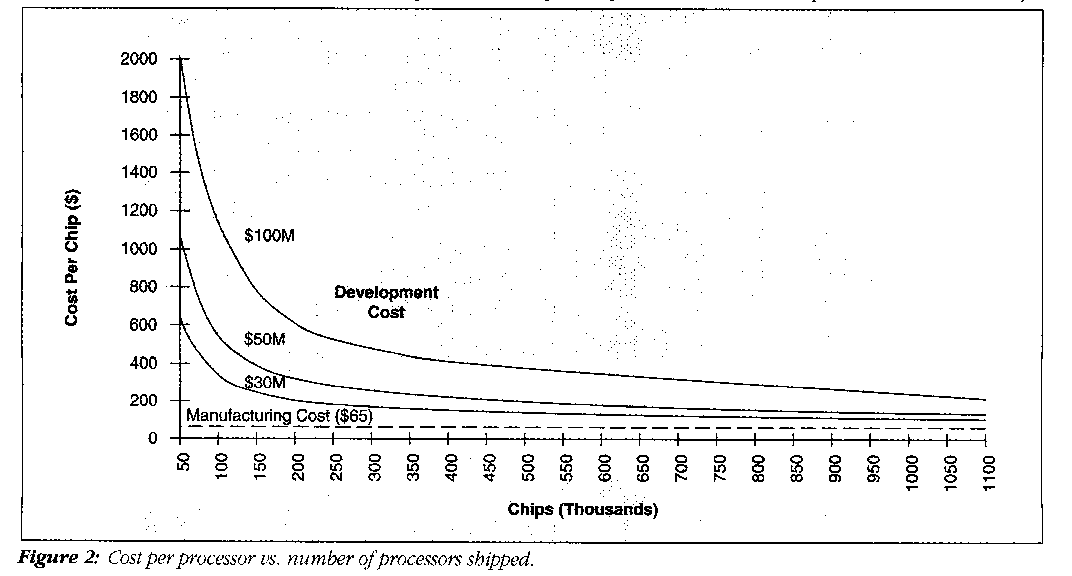 2000
1800
1600
1400
1200
1000
800
600
400
200
0
Cost Per Chip ($)
$100M
Development
Cost
$50M
$30M
Manufacturing Cost ($65)
50 100 150 200 250 300 350 400 450 500 550 600 650 700 750 800 850 900 950 1000 1050 1100
Chips (Thousands)
Figure 2: Cost per processor vs. number of processors shipped.